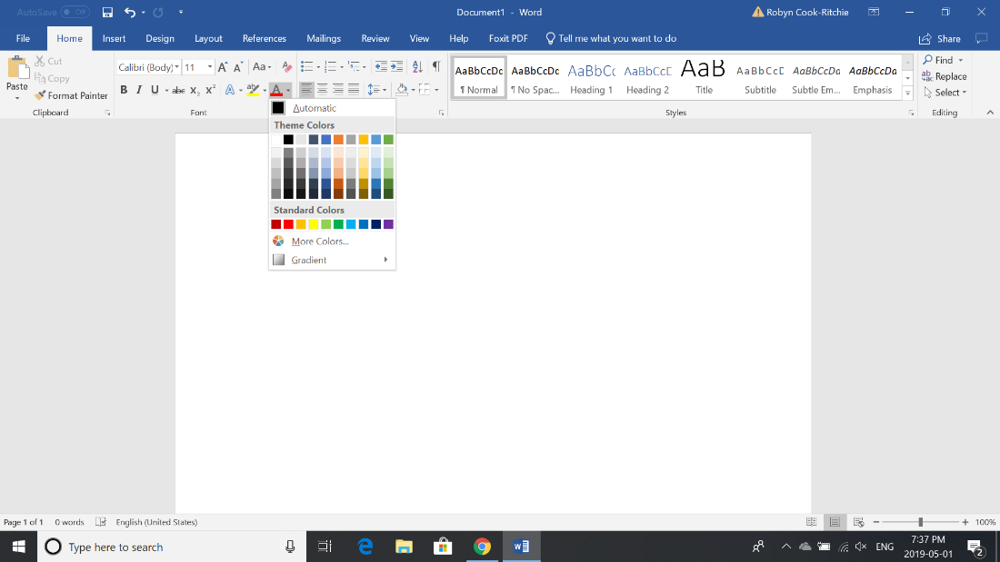 AutoSave Off
Document1 - Word
Robyn Cook-Ritchie
File Home Insert Design Layout References Mailings Review View Help Foxit PDF Tell me what you want to do Share
Paste
Cut
Copy
Format Painter
Clipboard
Calibri (Body) 11
Font
AaBbCcDc AaBbCcDc AaBbCc AaBbCcE AaB AaBbCcE AaBbCcDa AaBbCcDa
¶ Normal ¶ No Spac... Heading 1 Heading 2 Title Subtitle Subtle Em... Emphasis
Styles
Find
Replace
Select
Editing
Automatic
Theme Colors
Standard Colors
More Colors...
Gradient
Page 1 of 1 0 words English (United States) 100%
Type here to search
ENG
7:37 PM
2019-05-01
2